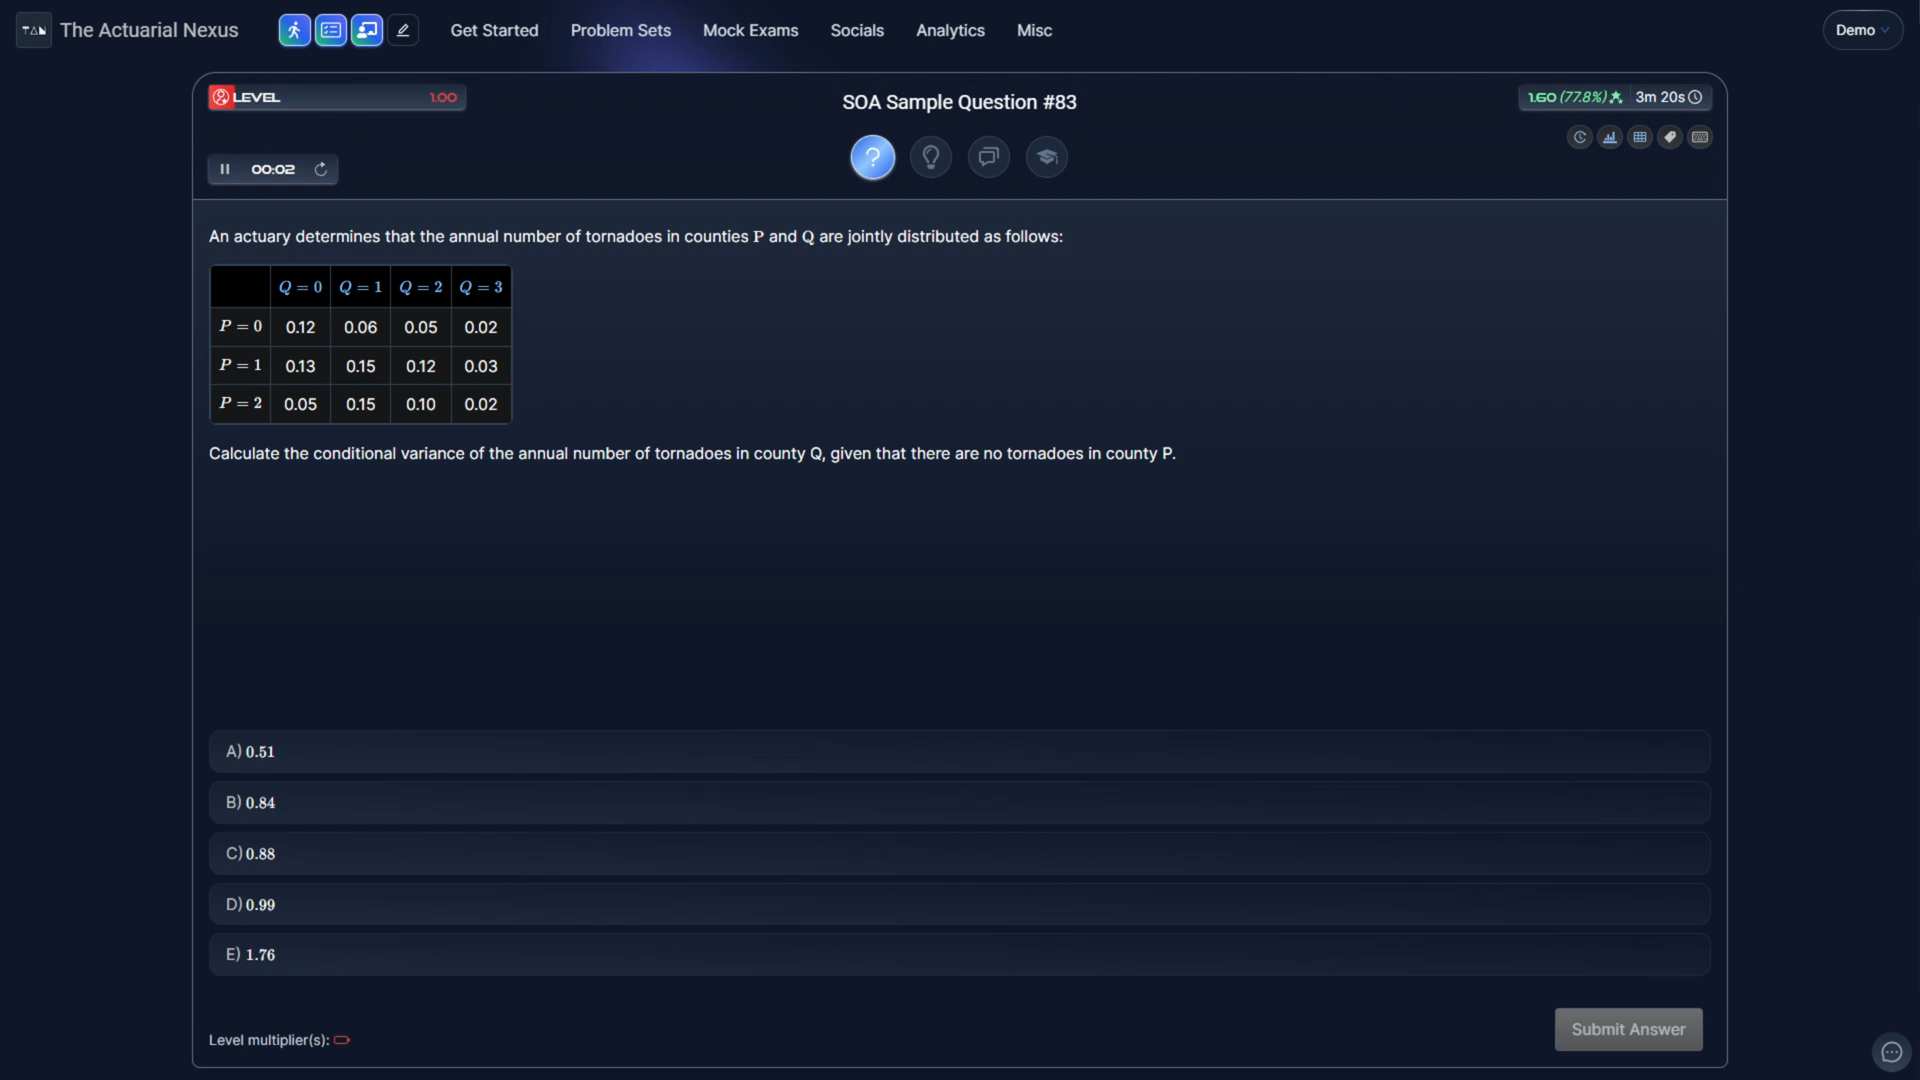 The Actuarial Nexus
Get Started
Problem Sets
Mock Exams
Socials
Analytics
Misc
Demo
LEVEL 1.00
SOA Sample Question #83
1.60 (77.8%) 3m 20s
00:02
?
An actuary determines that the annual number of tornadoes in counties P and Q are jointly distributed as follows:
Q = 0 Q = 1 Q = 2 Q = 3
P = 0 0.12 0.06 0.05 0.02
P = 1 0.13 0.15 0.12 0.03
P = 2 0.05 0.15 0.10 0.02
Calculate the conditional variance of the annual number of tornadoes in county Q, given that there are no tornadoes in county P.
A) 0.51
B) 0.84
C) 0.88
D) 0.99
E) 1.76
Level multiplier(s):
Submit Answer